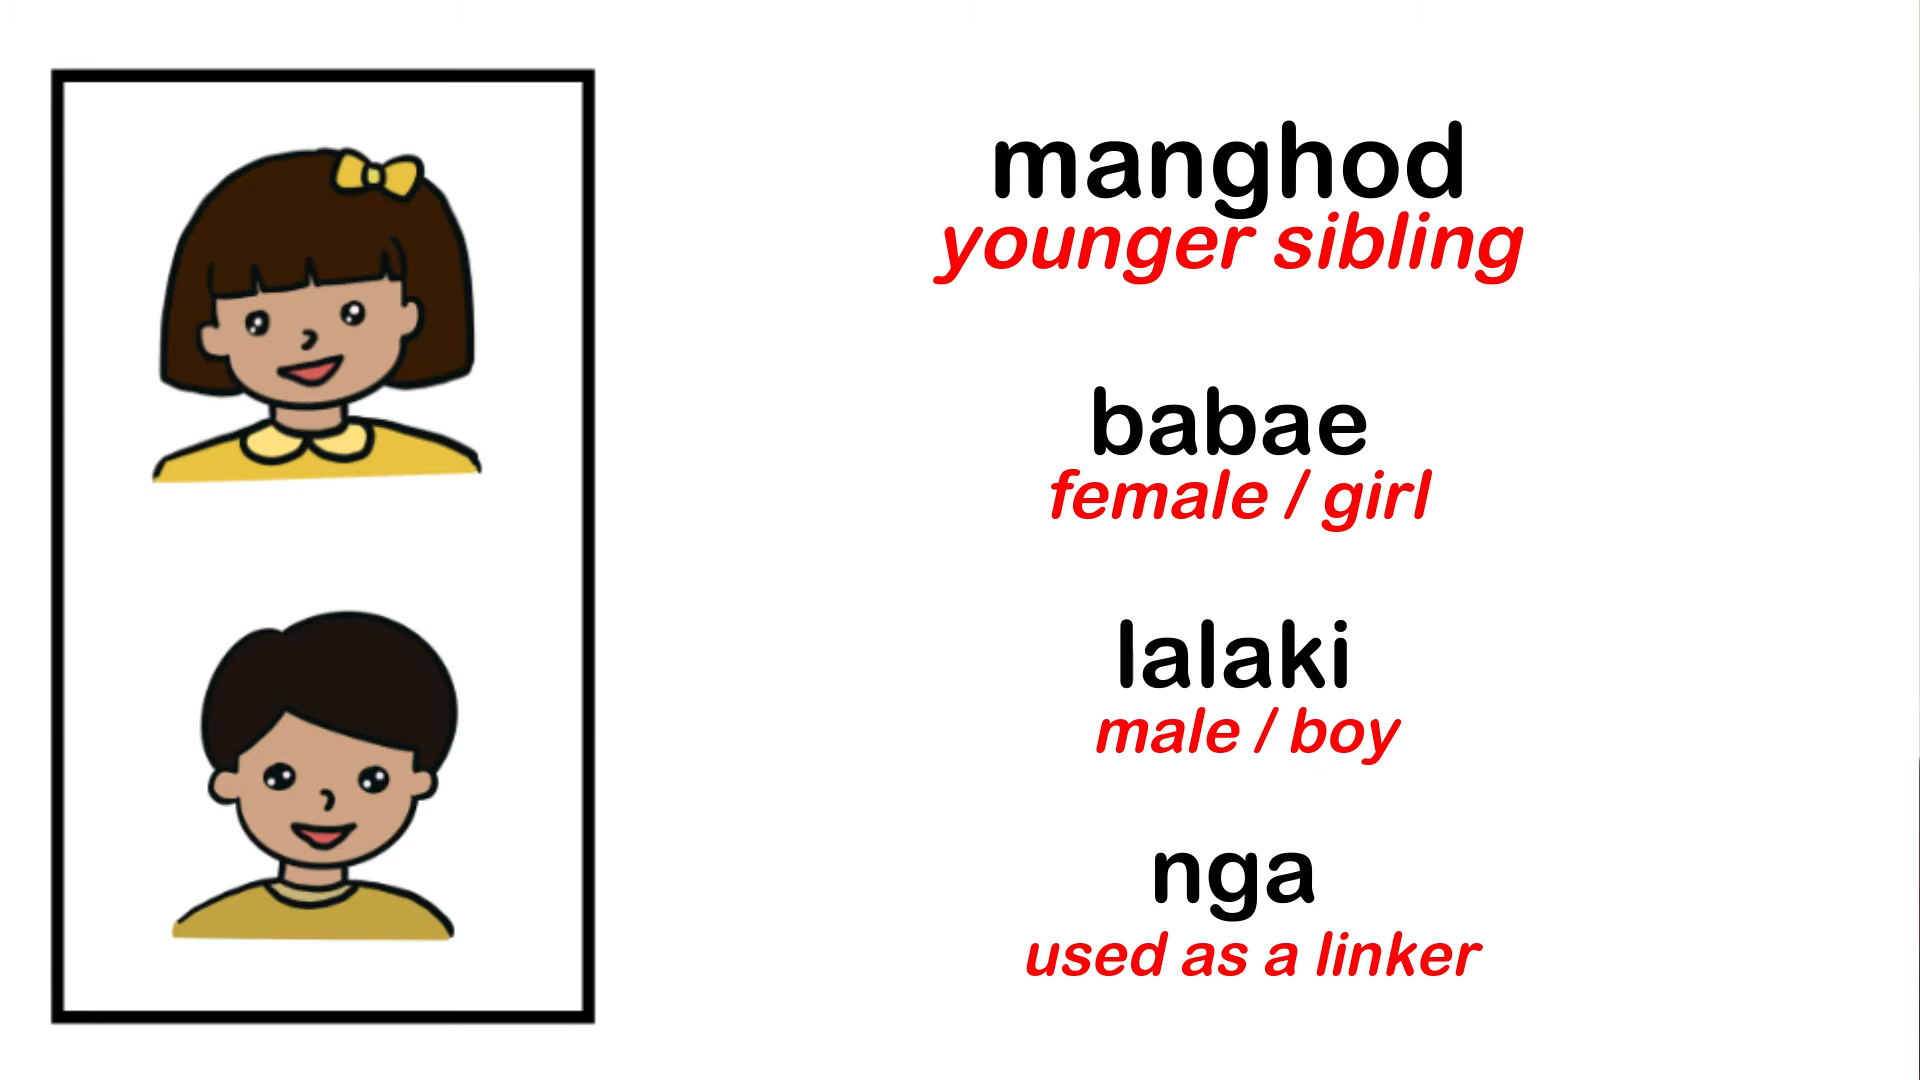 manghod
younger sibling
babae
female / girl
lalaki
male / boy
nga
used as a linker